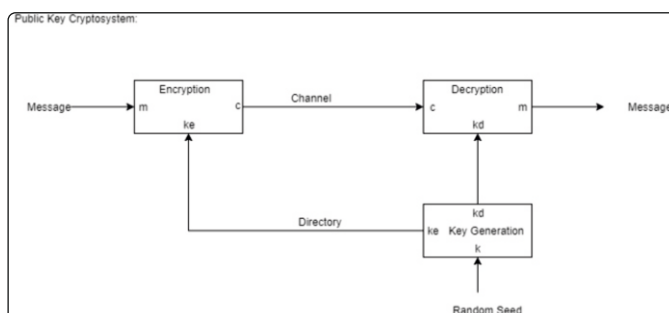 Public Key Cryptosystem:
Encryption
Decryption
Channel
Message
m
c
c
m
Message
ke
kd
Directory
kd
ke
Key Generation
k
Random Seed